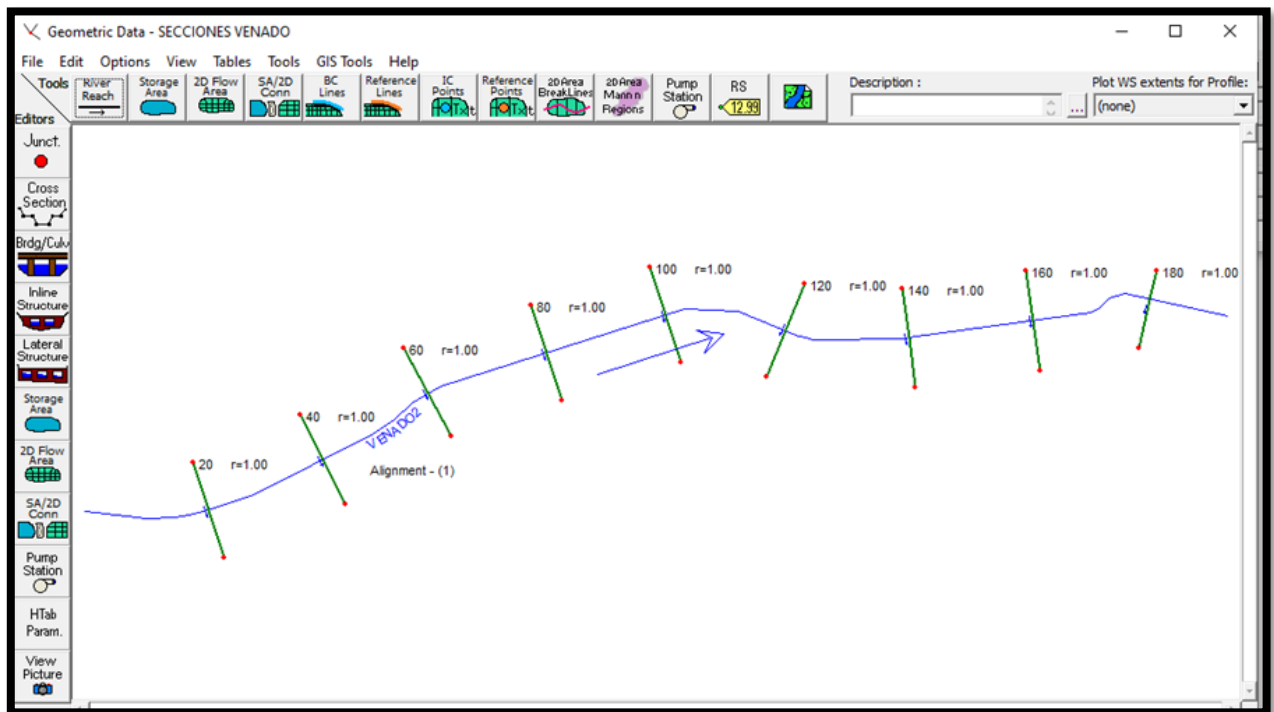 Geometric Data - SECCIONES VENADO
File Edit Options View Tables Tools GIS Tools Help
Tools
Editors
River
Reach
Storage
Area
2D Flow
Area
SA/2D
Conn
BC
Lines
Reference
Lines
IC
Points
Reference
Points
2D Area
BreakLines
2D Area
Mann n
Regions
Pump
Station
RS
12.99
Description :
...
Plot WS extents for Profile:
(none)
Junct.
Cross
Section
Brdg/Culv
Inline
Structure
Lateral
Structure
Storage
Area
2D Flow
Area
SA/2D
Conn
Pump
Station
HTab
Param.
View
Picture
20 r=1.00
40 r=1.00
60 r=1.00
80 r=1.00
100 r=1.00
120 r=1.00
140 r=1.00
160 r=1.00
180 r=1.00
VENADO2
Alignment - (1)